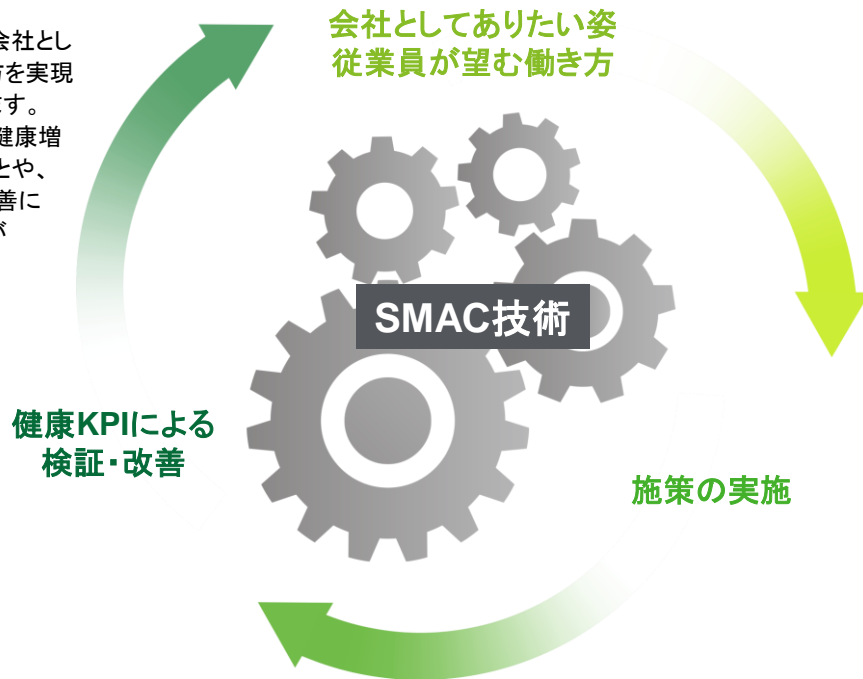 会社とし
方を実現
す。
健康増
とや、
善に
が
会社としてありたい姿
従業員が望む働き方
SMAC技術
健康KPIによる
検証・改善
施策の実施